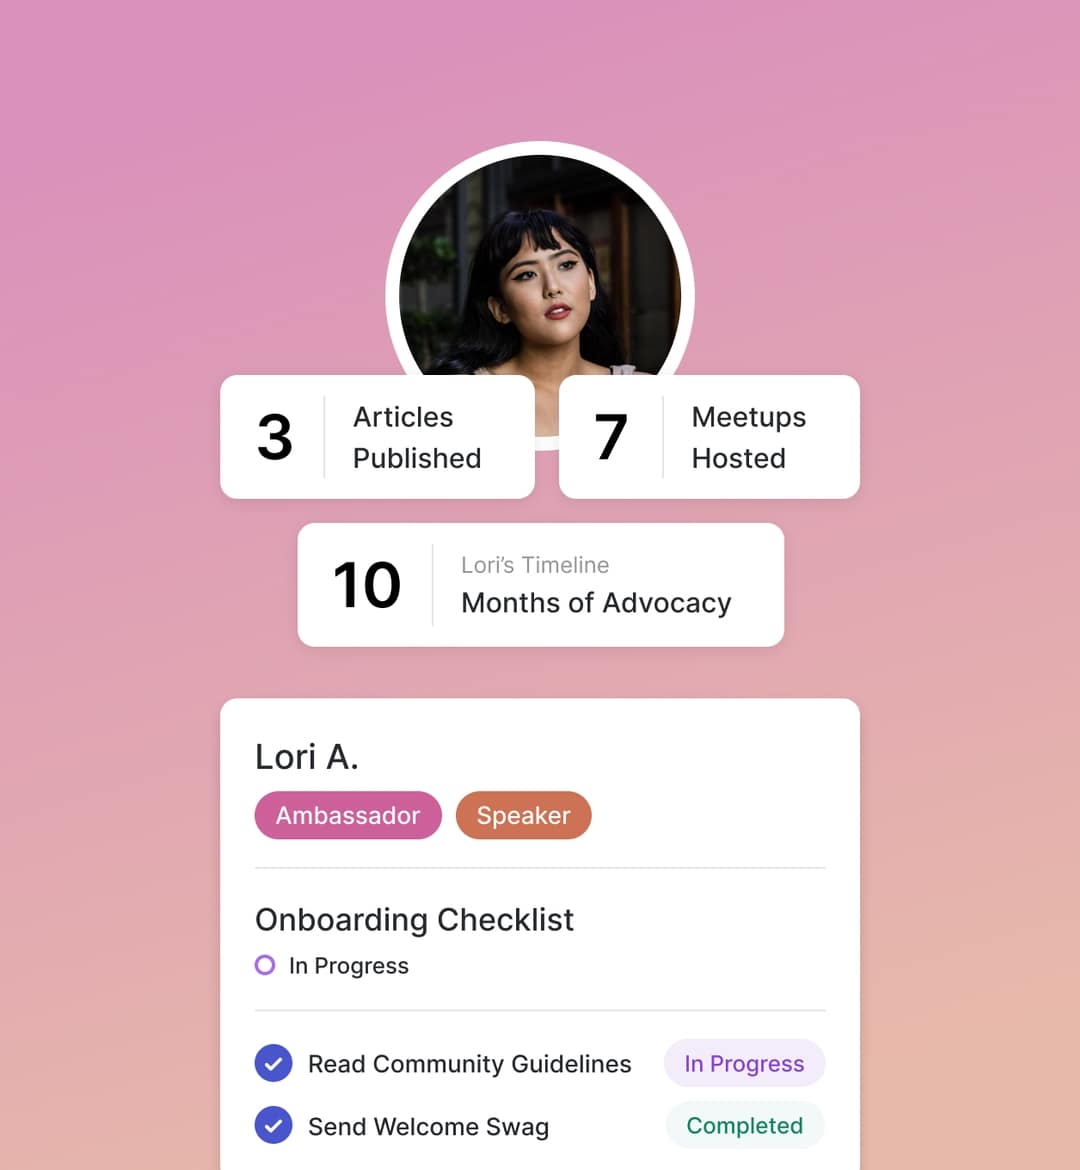 3
Articles
Published
7
Meetups
Hosted
10
Lori’s Timeline
Months of Advocacy
Lori A.
Ambassador
Speaker
Onboarding Checklist
In Progress
Read Community Guidelines
In Progress
Send Welcome Swag
Completed